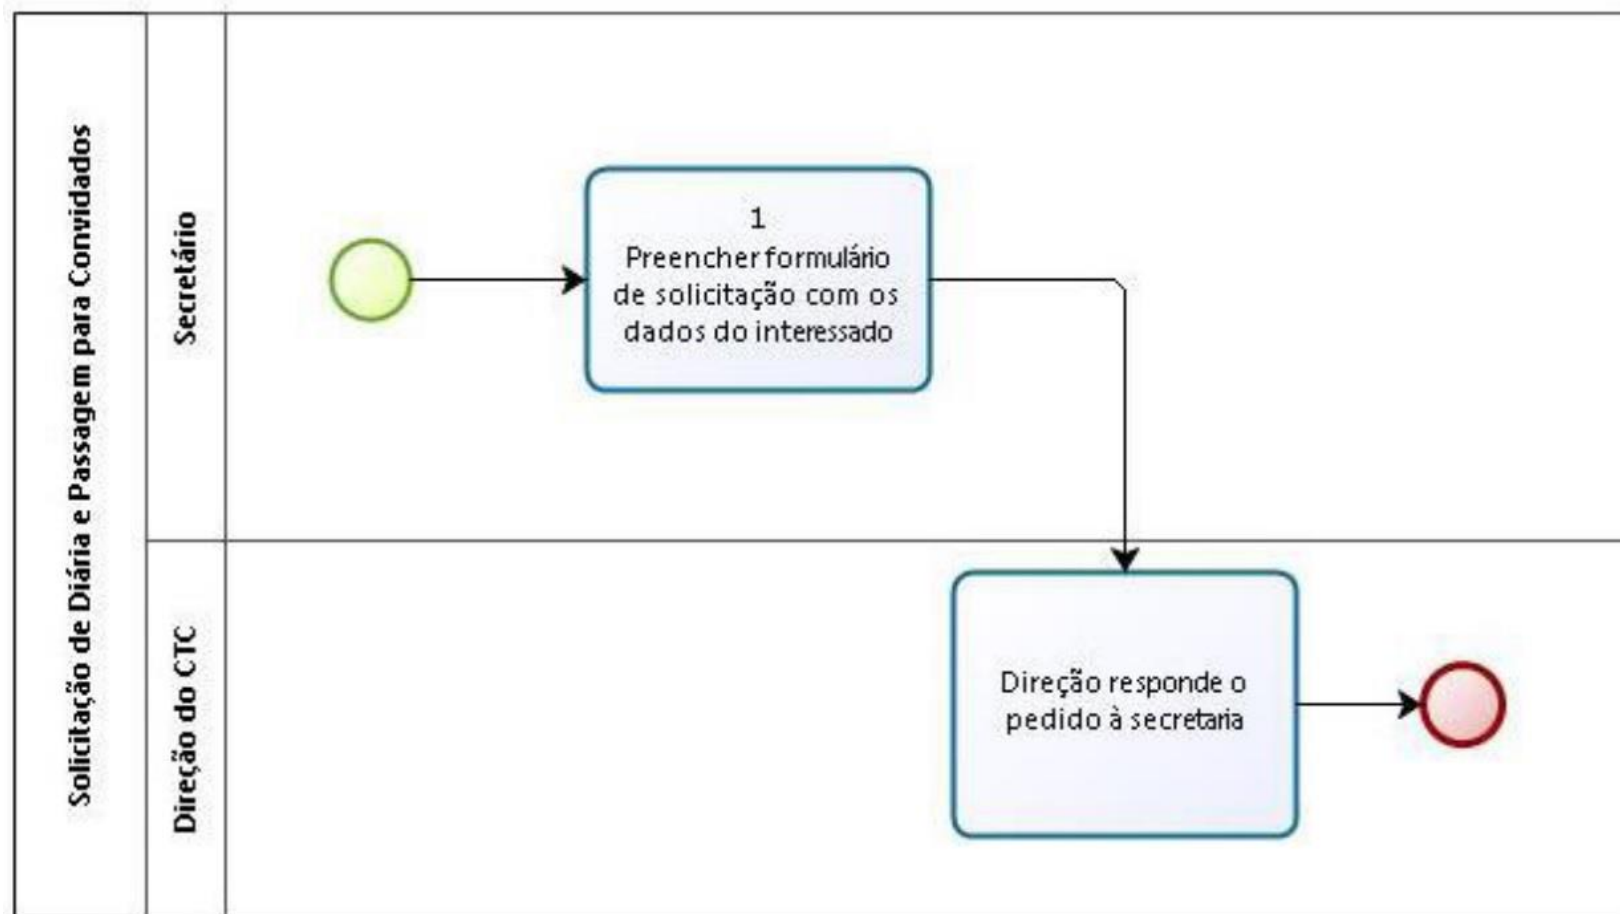 Solicitação de Diária e Passagem para Convidados
Secretário
1
Preencher formulário
de solicitação com os
dados do interessado
Direção do CTC
Direção responde o
pedido à secretaria